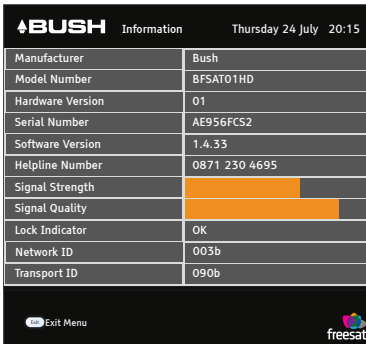 BUSH Information Thursday 24 July 20:15
Manufacturer Bush
Model Number BFSAT01HD
Hardware Version 01
Serial Number AE956FCS2
Software Version 1.4.33
Helpline Number 0871 230 4695
Signal Strength
Signal Quality
Lock Indicator OK
Network ID 003b
Transport ID 090b
Exit Exit Menu
freesat